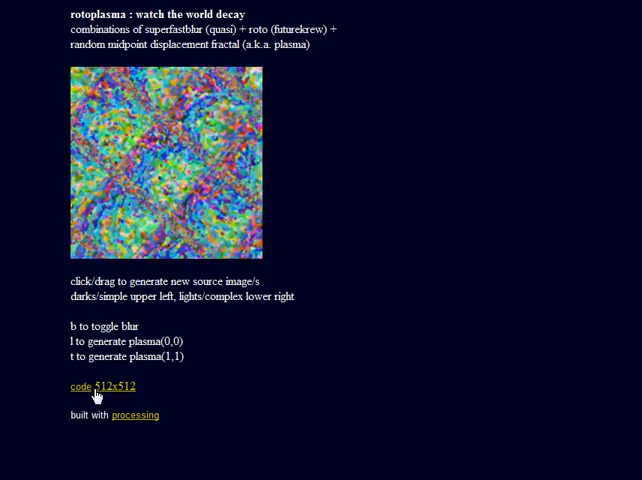 rotoplasma : watch the world decay
combinations of superfastblur (quasi) + roto (futurekrew) +
random midpoint displacement fractal (a.k.a. plasma)
click/drag to generate new source image/s
darks/simple upper left, lights/complex lower right
b to toggle blur
l to generate plasma(0,0)
t to generate plasma(1,1)
code 512x512
built with processing